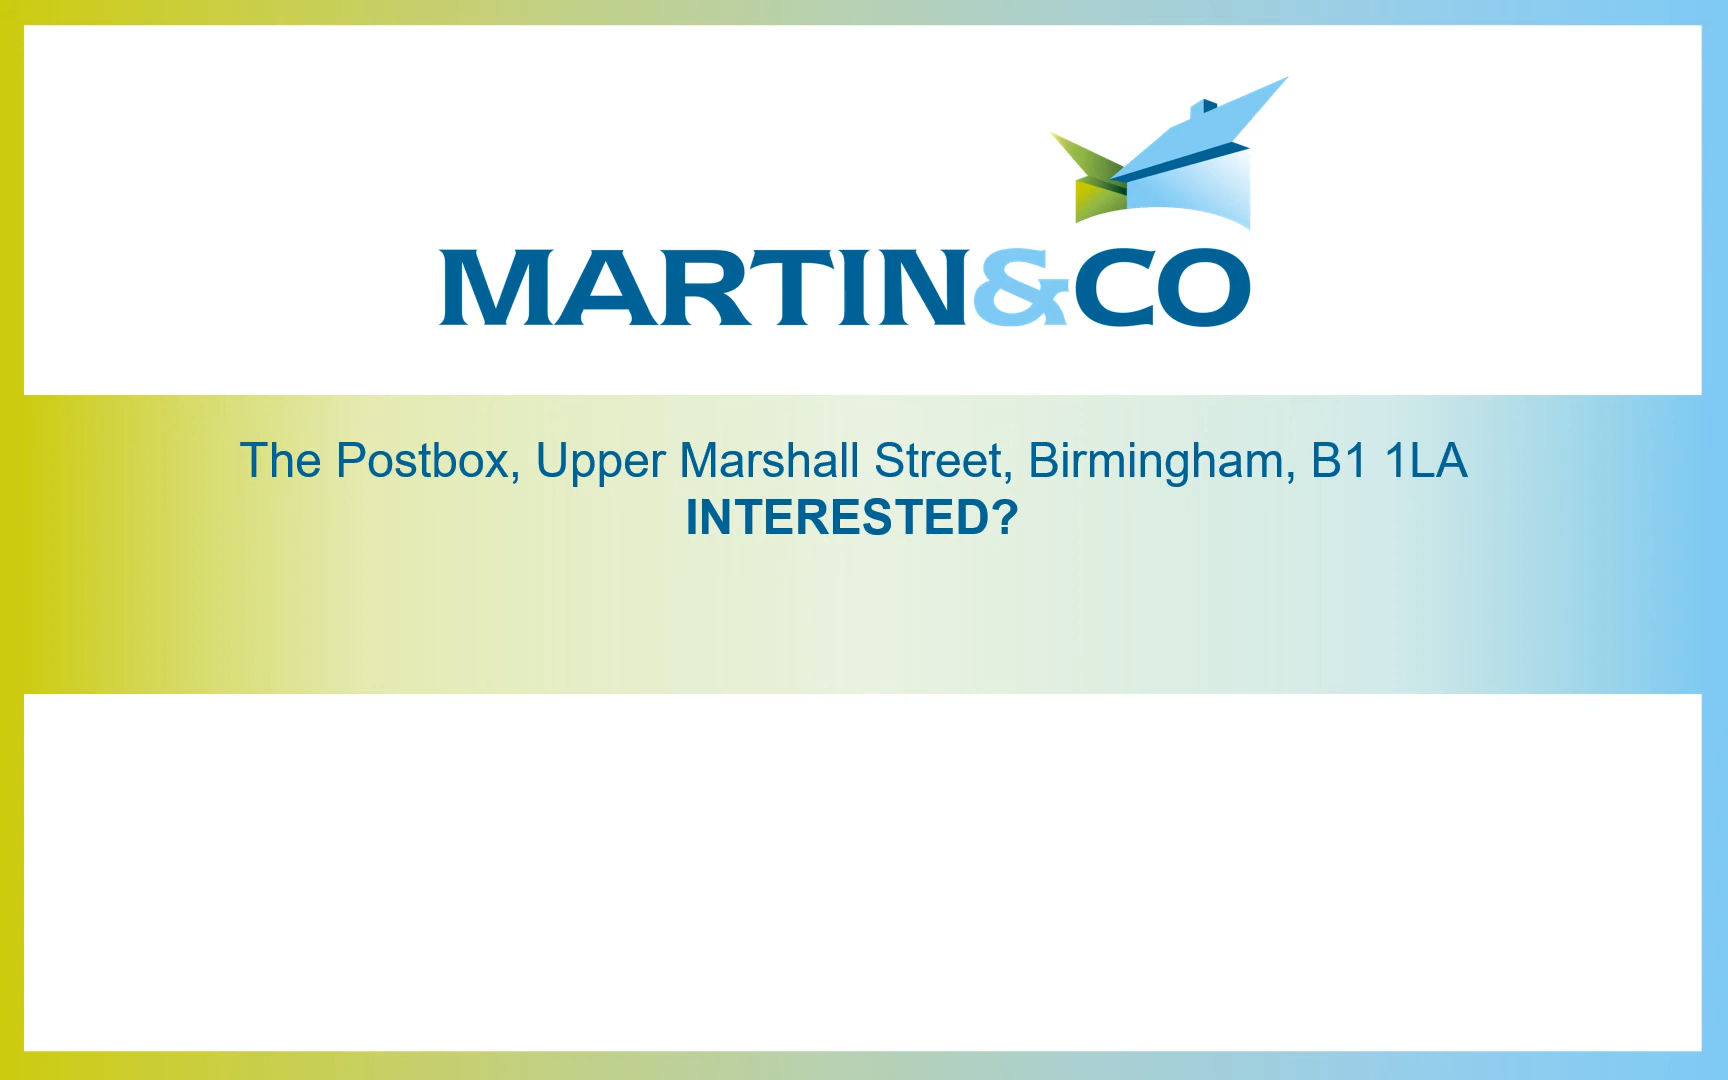 MARTIN&CO
The Postbox, Upper Marshall Street, Birmingham, B1 1LA
INTERESTED?